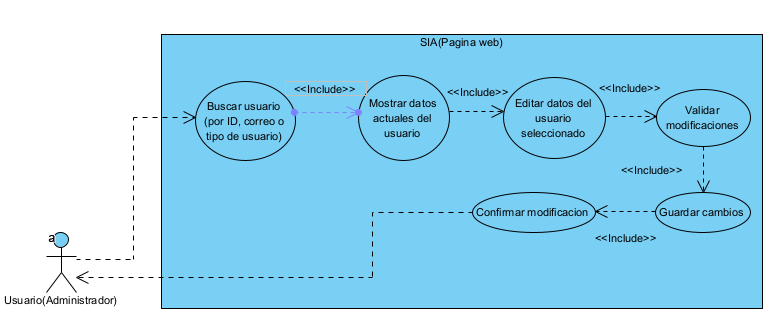 SIA(Pagina web)
<<Include>>
<<Include>>
<<Include>>
Buscar usuario
(por ID, correo o
tipo de usuario)
Mostrar datos
actuales del
usuario
Editar datos del
usuario
seleccionado
Validar
modificaciones
<<Include>>
Confirmar modificacion
Guardar cambios
<<Include>>
a
Usuario(Administrador)